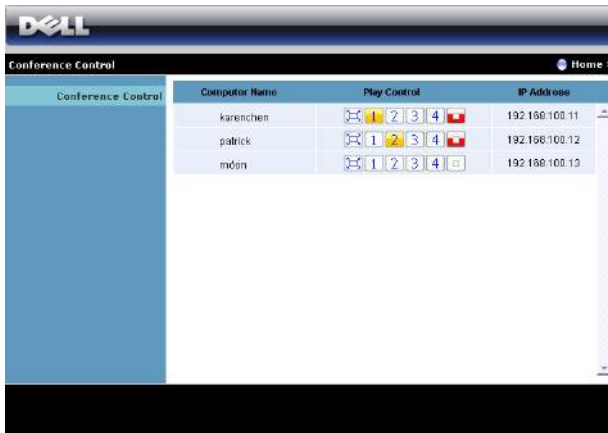 DELL
Conference Control
Home
Conference Control
Computer Name Play Control IP Address
karenchen 1 2 3 4 192.168.100.11
patrick 1 2 3 4 192.168.100.12
1 2 3 4 192.168.100.13